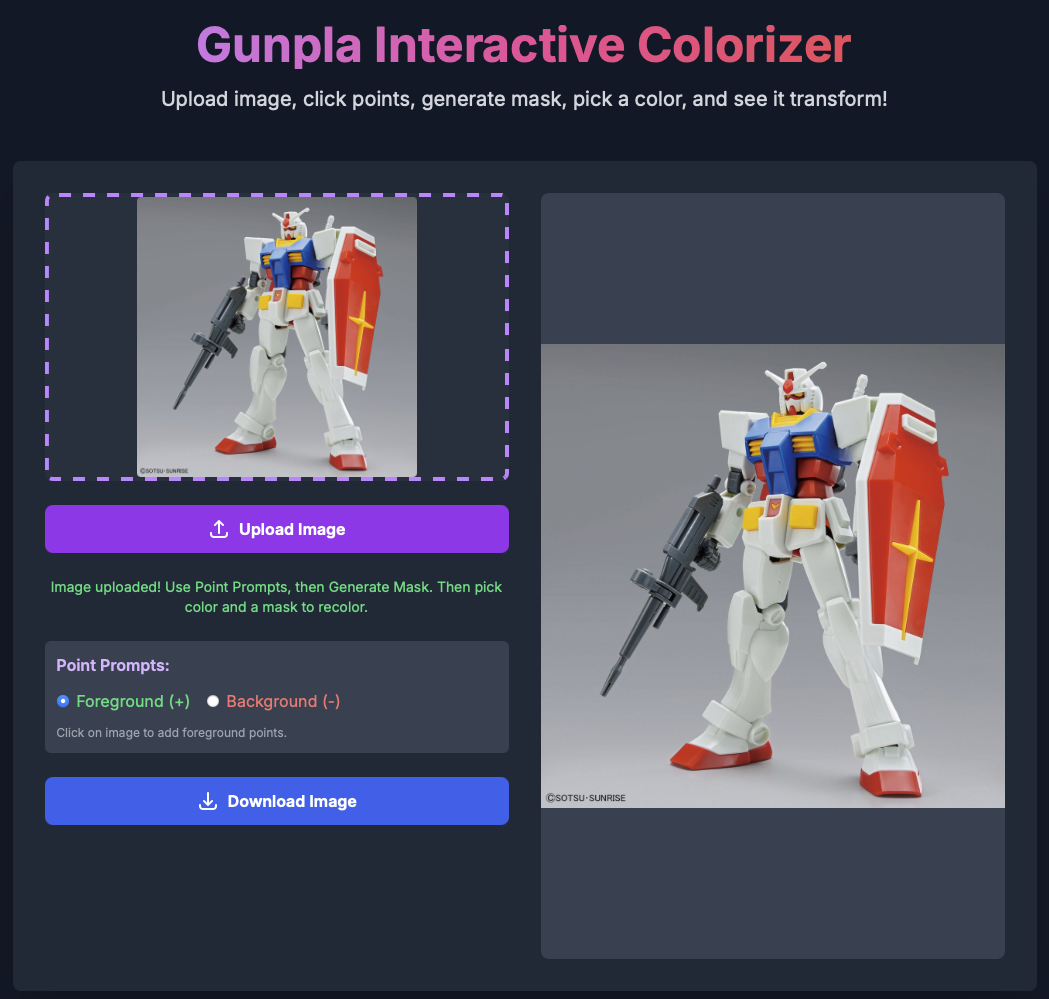 Gunpla Interactive Colorizer
Upload image, click points, generate mask, pick a color, and see it transform!
©SOTSU·SUNRISE
Upload Image
Image uploaded! Use Point Prompts, then Generate Mask. Then pick
color and a mask to recolor.
Point Prompts:
Foreground (+) Background (-)
Click on image to add foreground points.
Download Image
©SOTSU·SUNRISE